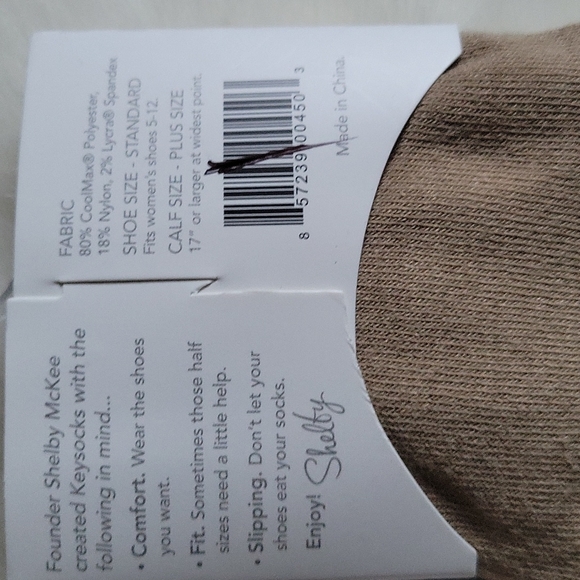 Founder Shelby McKee
created Keysocks with the
following in mind...
• Comfort. Wear the shoes
you want.
• Fit. Sometimes those half
sizes need a little help.
• Slipping. Don't let your
shoes eat your socks.
Enjoy! Shelby
FABRIC
80% CoolMax® Polyester,
18% Nylon, 2% Lycra® Spandex
SHOE SIZE - STANDARD
Fits women's shoes 5-12.
CALF SIZE - PLUS SIZE
17" or larger at widest point.
8 57239 00450 3
Made in China.